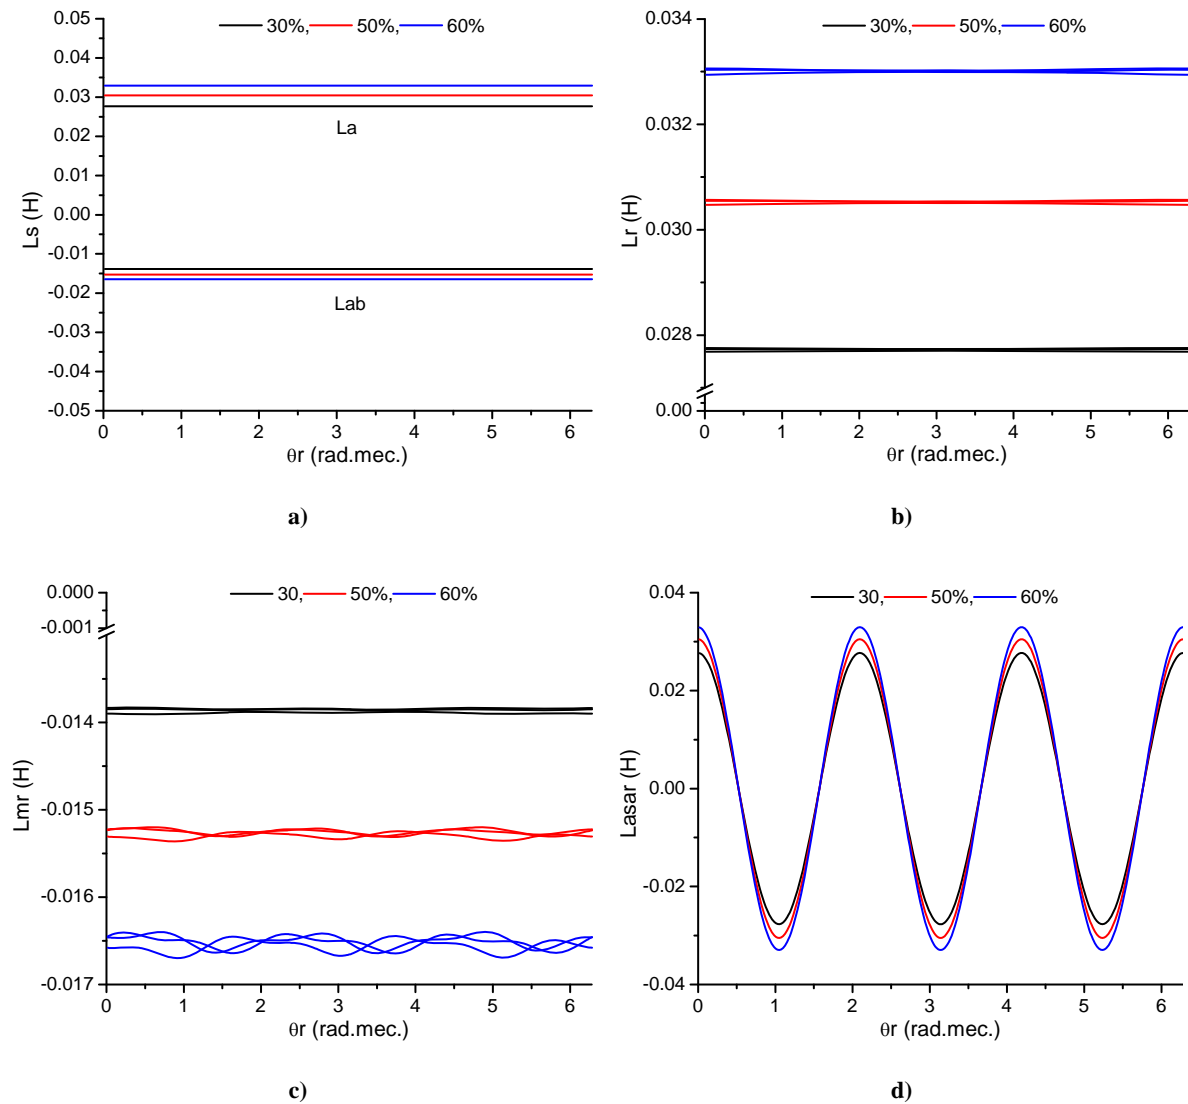 30%, 50%, 60%
0.05
0.04
0.03
0.02
0.01
0.00
-0.01
-0.02
-0.03
-0.04
-0.05
Ls (H)
La
Lab
0 1 2 3 4 5 6
θr (rad.mec.)
a)
30%, 50%, 60%
0.034
0.032
0.030
0.028
0.00
Lr (H)
0 1 2 3 4 5 6
θr (rad.mec.)
b)
30, 50%, 60%
0.000
-0.001
-0.014
-0.015
-0.016
-0.017
Lmr (H)
0 1 2 3 4 5 6
θr (rad.mec.)
c)
30, 50%, 60%
0.04
0.02
0.00
-0.02
-0.04
Lasar (H)
0 1 2 3 4 5 6
θr (rad.mec.)
d)